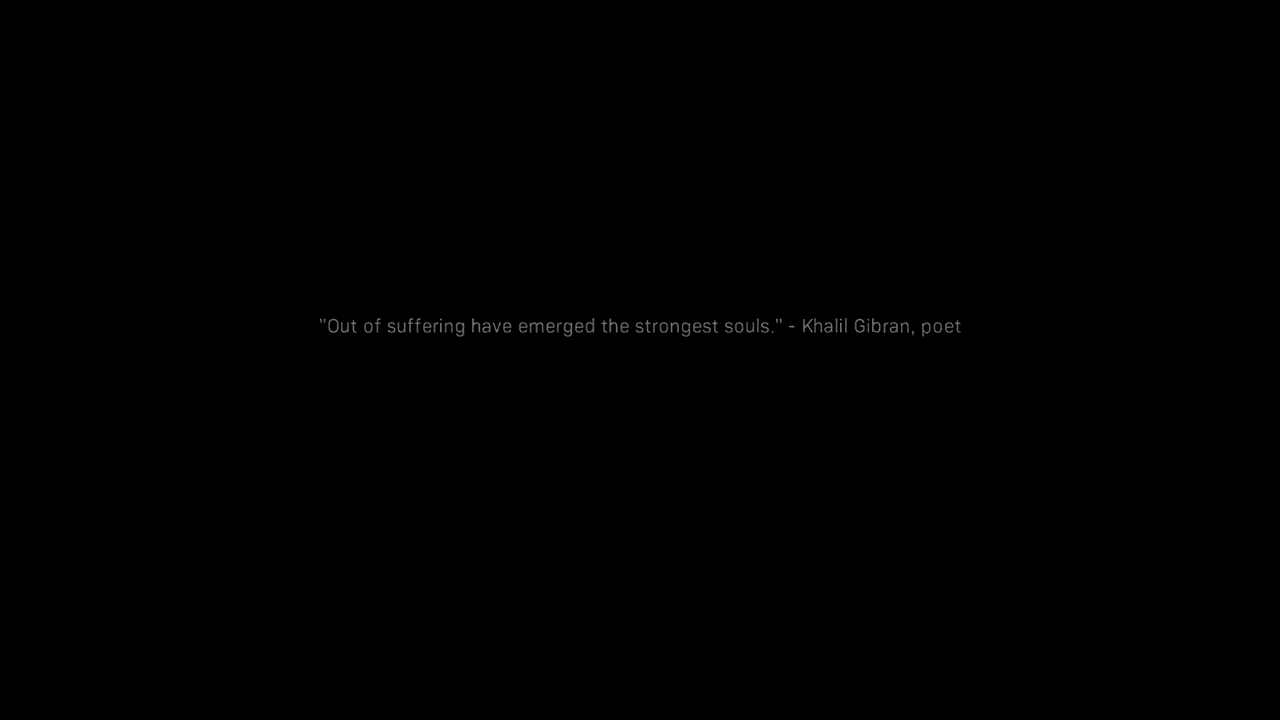 "Out of suffering have emerged the strongest souls." - Khalil Gibran, poet